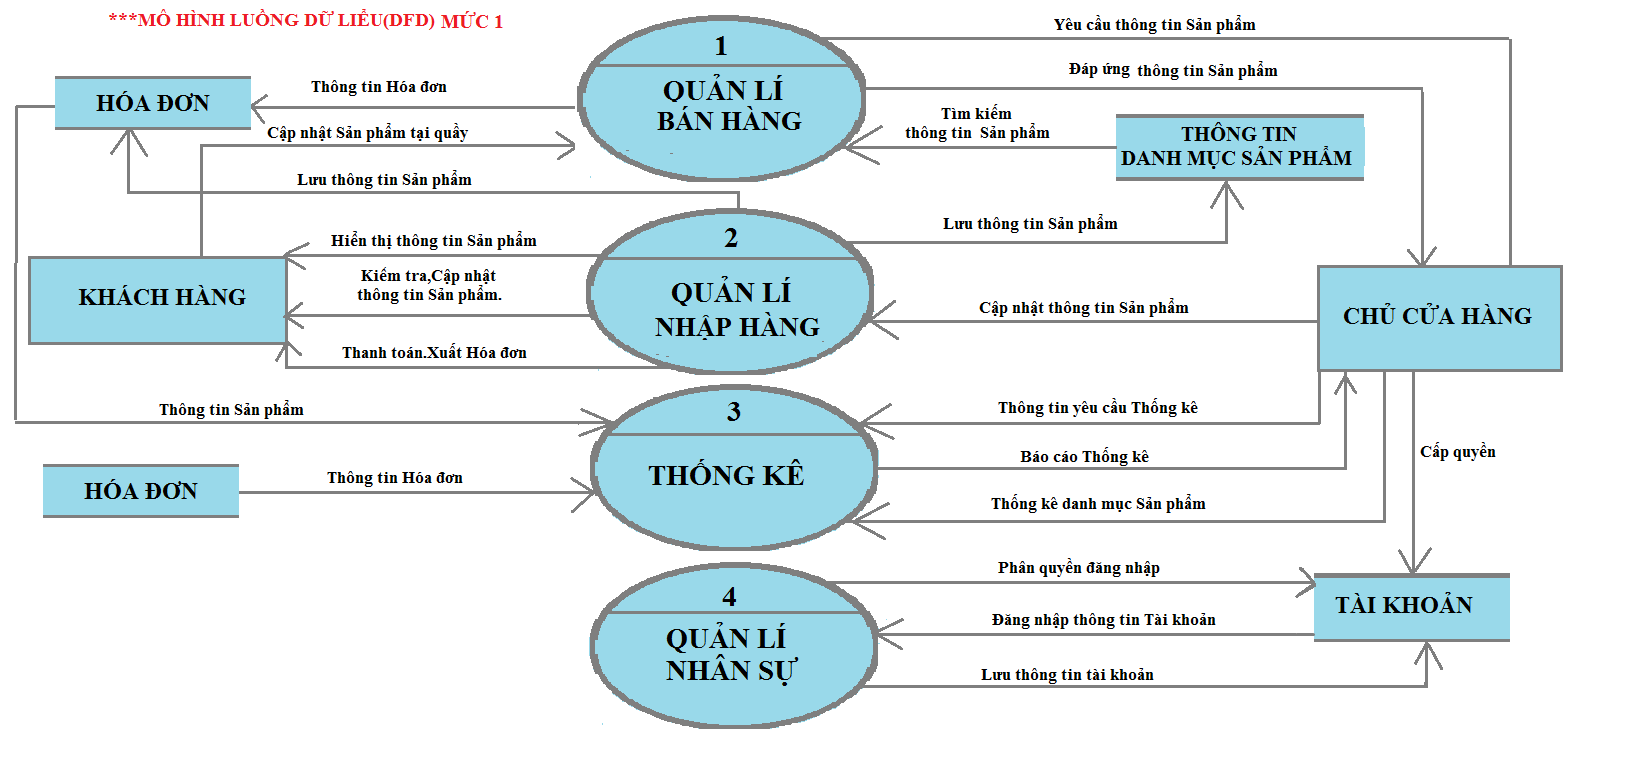 ***MÔ HÌNH LUỒNG DỮ LIỄU(DFD) MỨC 1
Yêu cầu thông tin Sản phẩm
1
QUẢN LÍ
BÁN HÀNG
Đáp ứng thông tin Sản phẩm
Thông tin Hóa đơn
HÓA ĐƠN
Tìm kiếm
thông tin Sản phẩm
THÔNG TIN
DANH MỤC SẢN PHẨM
Cập nhật Sản phẩm tại quầy
Lưu thông tin Sản phẩm
2
QUẢN LÍ
NHẬP HÀNG
Lưu thông tin Sản phẩm
Hiển thị thông tin Sản phẩm
KHÁCH HÀNG
Kiếm tra,Cập nhật
thông tin Sản phẩm.
Cập nhật thông tin Sản phẩm
CHỦ CỬA HÀNG
Thanh toán.Xuất Hóa đơn
Thông tin Sản phẩm
3
THỐNG KÊ
Thông tin yêu cầu Thống kê
Báo cáo Thống kê
Cấp quyền
HÓA ĐƠN
Thông tin Hóa đơn
Thống kê danh mục Sản phẩm
4
QUẢN LÍ
NHÂN SỰ
Phân quyền đăng nhập
TÀI KHOẢN
Đăng nhập thông tin Tài khoản
Lưu thông tin tài khoản